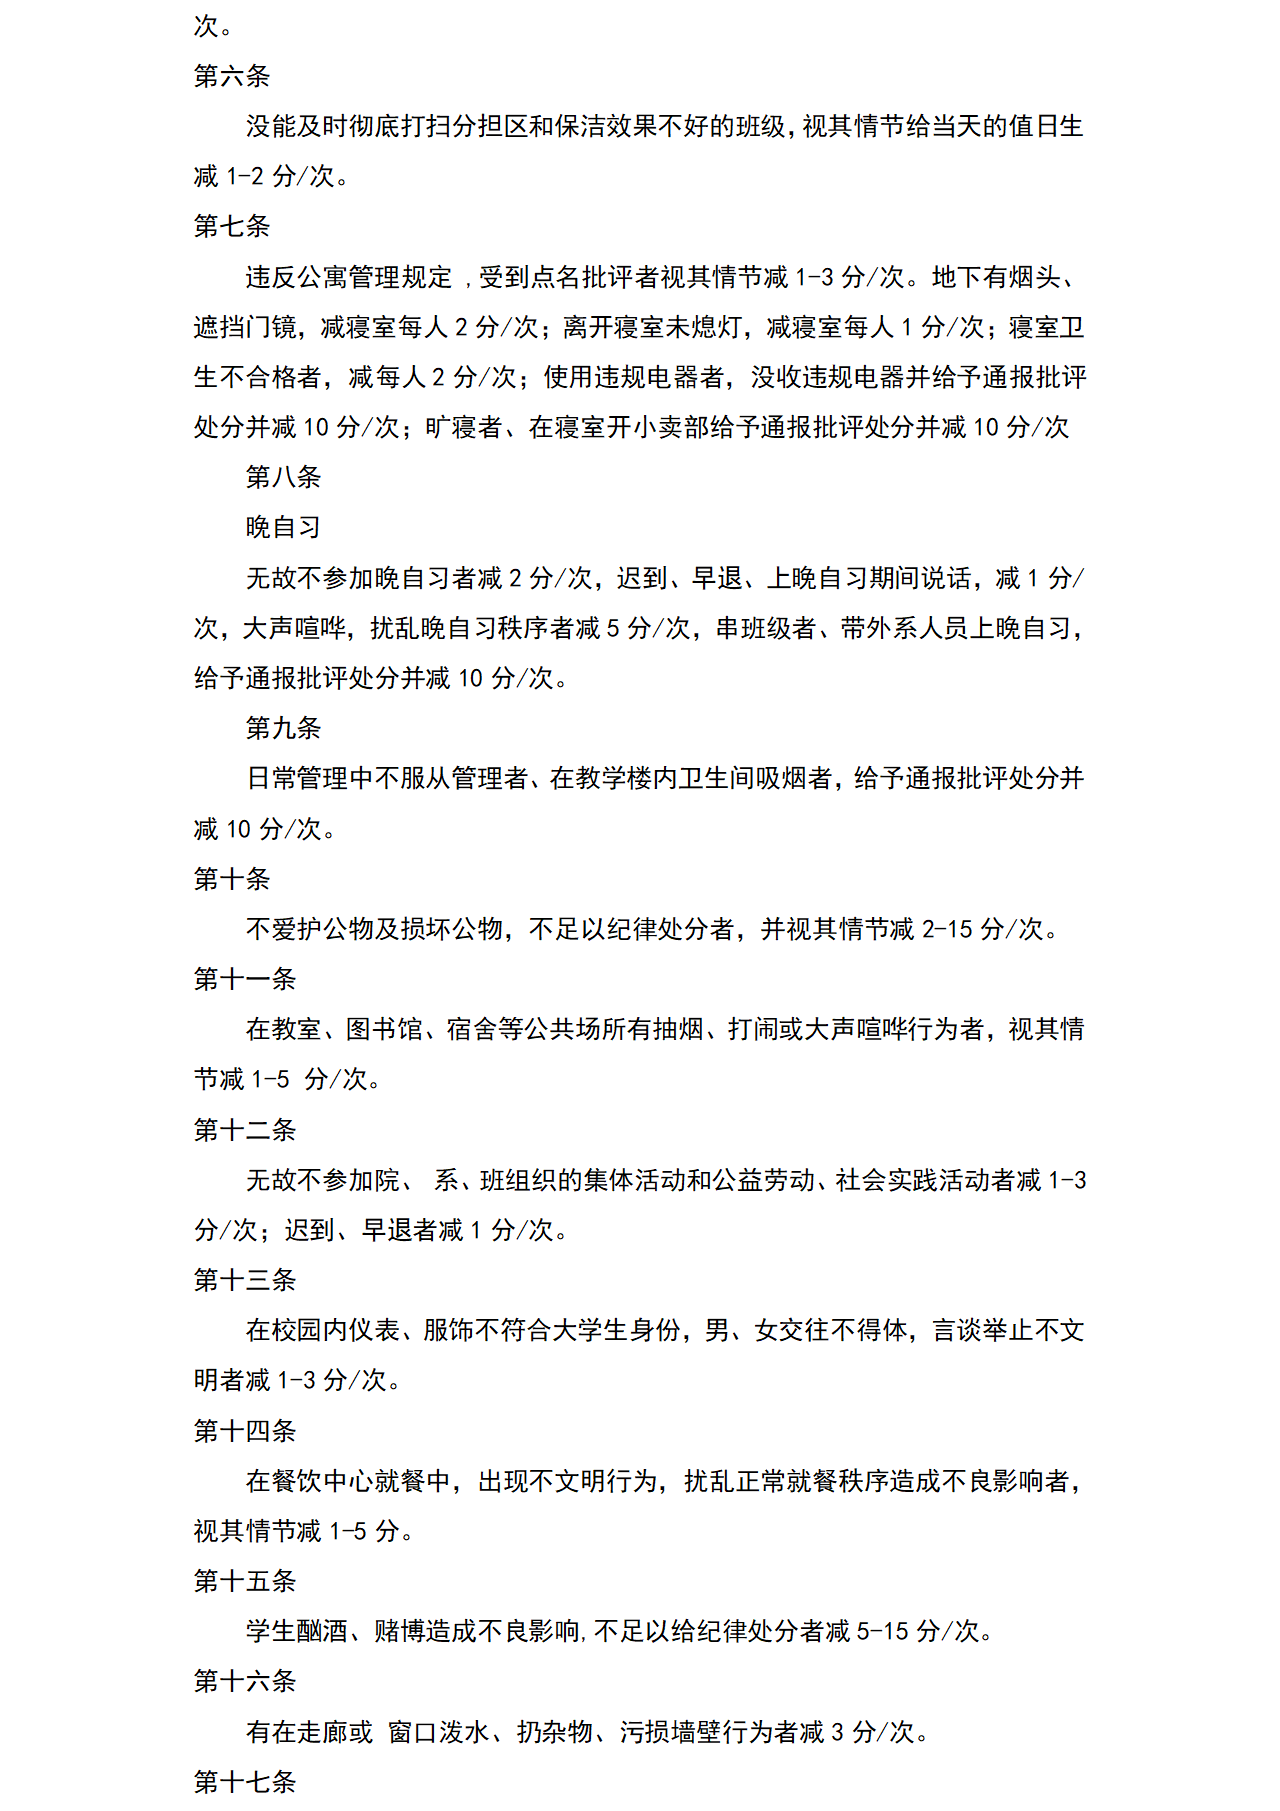 次。
第六条
没能及时彻底打扫分担区和保洁效果不好的班级，视其情节给当天的值日生
减1-2分/次。
第七条
违反公寓管理规定 ,受到点名批评者视其情节减1-3分/次。地下有烟头、
遮挡门镜，减寝室每人2分/次；离开寝室未熄灯，减寝室每人1分/次；寝室卫
生不合格者，减每人2分/次；使用违规电器者，没收违规电器并给予通报批评
处分并减10分/次；旷寝者、在寝室开小卖部给予通报批评处分并减10分/次
第八条
晚自习
无故不参加晚自习者减2分/次，迟到、早退、上晚自习期间说话，减1分/
次，大声喧哗，扰乱晚自习秩序者减5分/次，串班级者、带外系人员上晚自习，
给予通报批评处分并减10分/次。
第九条
日常管理中不服从管理者、在教学楼内卫生间吸烟者，给予通报批评处分并
减10分/次。
第十条
不爱护公物及损坏公物，不足以纪律处分者，并视其情节减2-15分/次。
第十一条
在教室、图书馆、宿舍等公共场所有抽烟、打闹或大声喧哗行为者，视其情
节减1-5 分/次。
第十二条
无故不参加院、 系、班组织的集体活动和公益劳动、社会实践活动者减1-3
分/次；迟到、早退者减1分/次。
第十三条
在校园内仪表、服饰不符合大学生身份，男、女交往不得体，言谈举止不文
明者减1-3分/次。
第十四条
在餐饮中心就餐中，出现不文明行为，扰乱正常就餐秩序造成不良影响者，
视其情节减1-5分。
第十五条
学生酗酒、赌博造成不良影响,不足以给纪律处分者减5-15分/次。
第十六条
有在走廊或 窗口泼水、扔杂物、污损墙壁行为者减3分/次。
第十七条